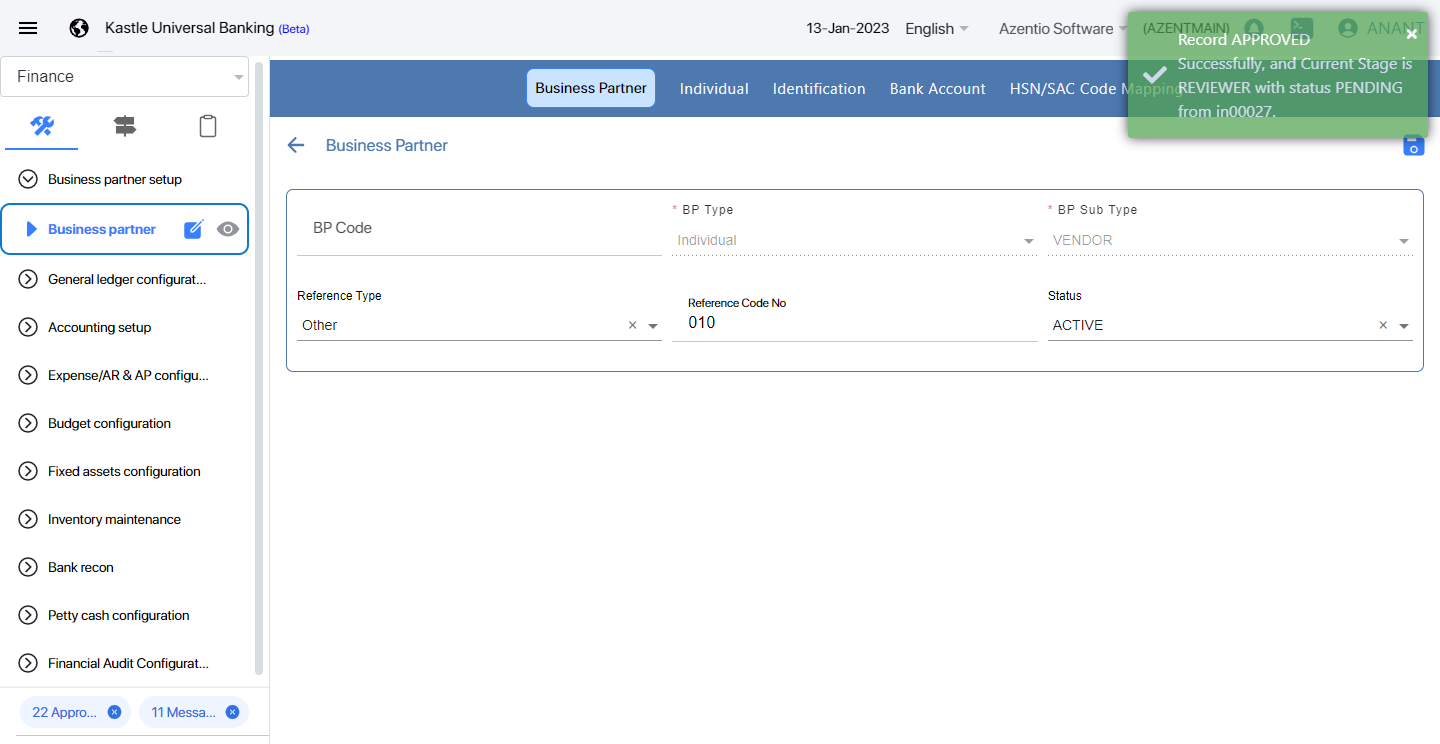 Kastle Universal Banking (Beta)
13-Jan-2023
English
Azentio Software
(AZENTMAIN)
ANANT
Record APPROVED
Successfully, and Current Stage is
REVIEWER with status PENDING
from in00027.
Finance
Business Partner
Individual
Identification
Bank Account
HSN/SAC Code Mapping
Business Partner
Business partner setup
Business partner
General ledger configurat...
Accounting setup
Expense/AR & AP configu...
Budget configuration
Fixed assets configuration
Inventory maintenance
Bank recon
Petty cash configuration
Financial Audit Configurat...
22 Appro...
11 Messa...
BP Code
* BP Type
Individual
* BP Sub Type
VENDOR
Reference Type
Other
Reference Code No
010
Status
ACTIVE